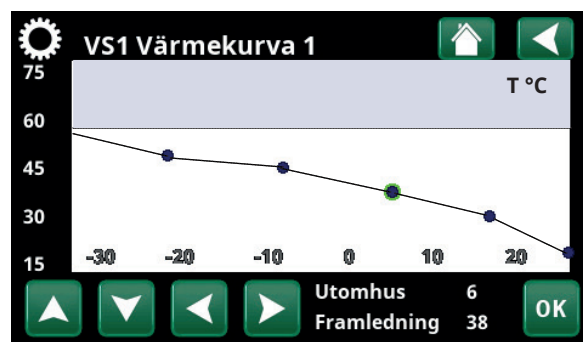 VS1 Värmekurva 1
75
T °C
60
45
30
15
-30 -20 -10 0 10 20
Utomhus 6
Framledning 38
OK